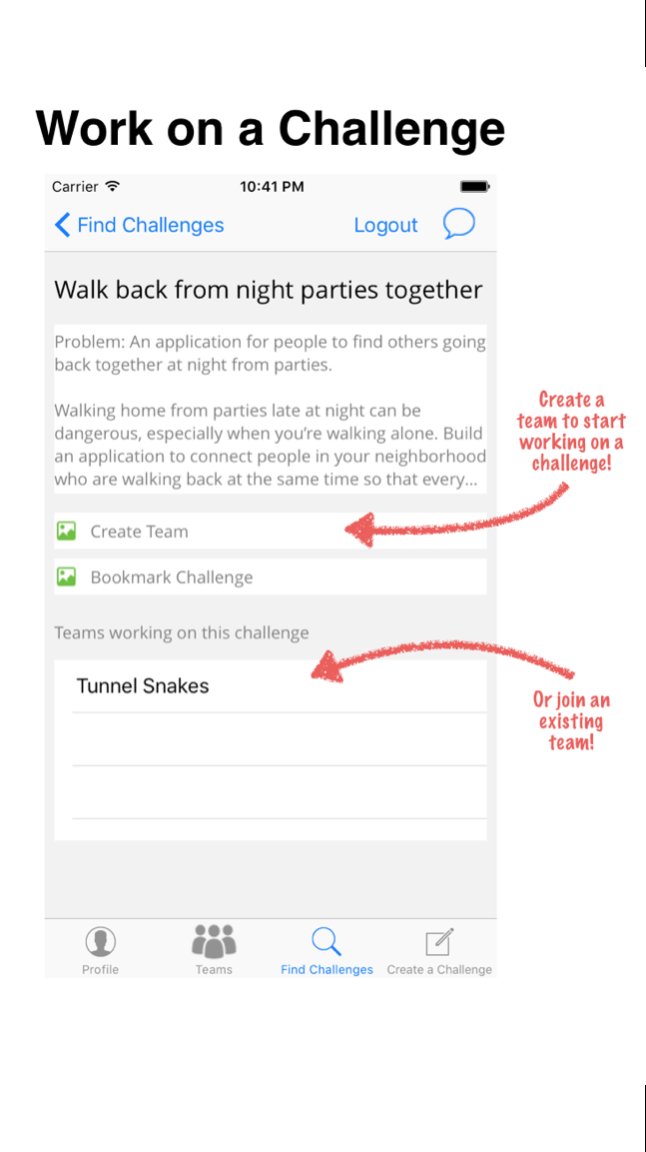 Work on a Challenge
Carrier 10:41 PM
Find Challenges Logout
Walk back from night parties together
Problem: An application for people to find others going
back together at night from parties.
Walking home from parties late at night can be
dangerous, especially when you're walking alone. Build
an application to connect people in your neighborhood
who are walking back at the same time so that every...
Create a
team to start
working on a
challenge!
Create Team
Bookmark Challenge
Teams working on this challenge
Tunnel Snakes
Or join an
existing
team!
Profile Teams Find Challenges Create a Challenge